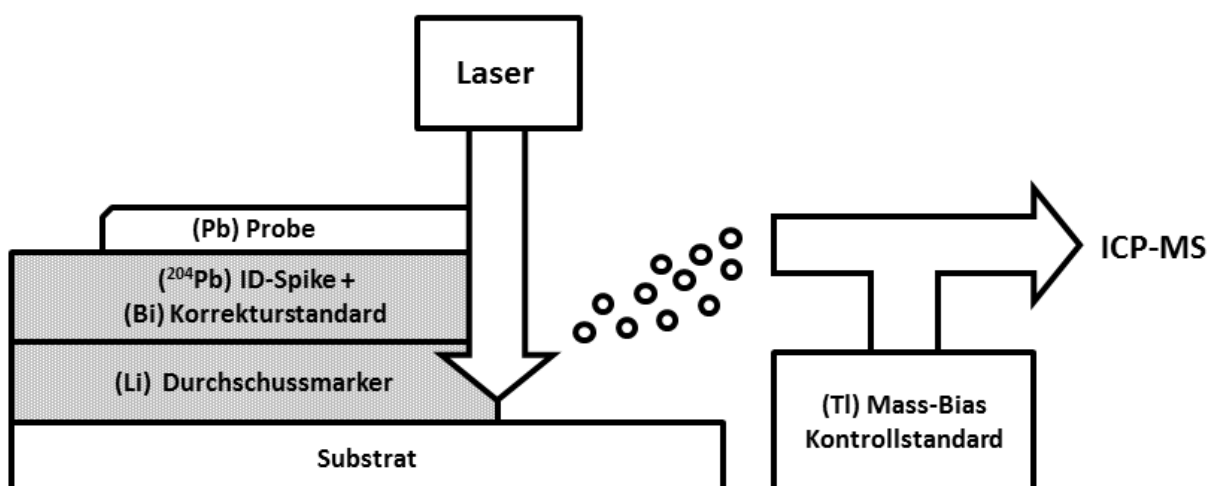 Laser
(Pb) Probe
(²⁰⁴Pb) ID-Spike +
(Bi) Korrekturstandard
(Li) Durchschussmarker
Substrat
ICP-MS
(Tl) Mass-Bias
Kontrollstandard